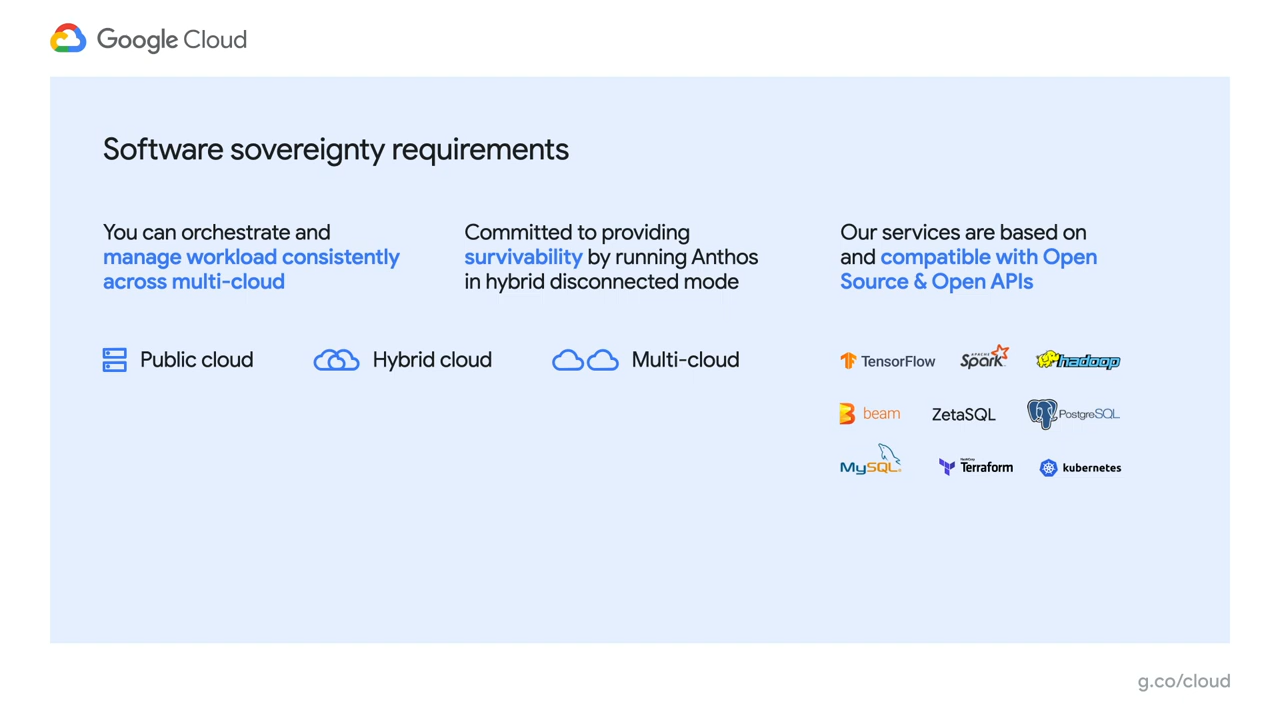 Google Cloud
Software sovereignty requirements
You can orchestrate and
manage workload consistently
across multi-cloud
Committed to providing
survivability by running Anthos
in hybrid disconnected mode
Our services are based on
and compatible with Open
Source & Open APIs
Public cloud
Hybrid cloud
Multi-cloud
TensorFlow
APACHE
Spark
hadoop
beam
ZetaSQL
PostgreSQL
MySQL
HashiCorp
Terraform
kubernetes
g.co/cloud